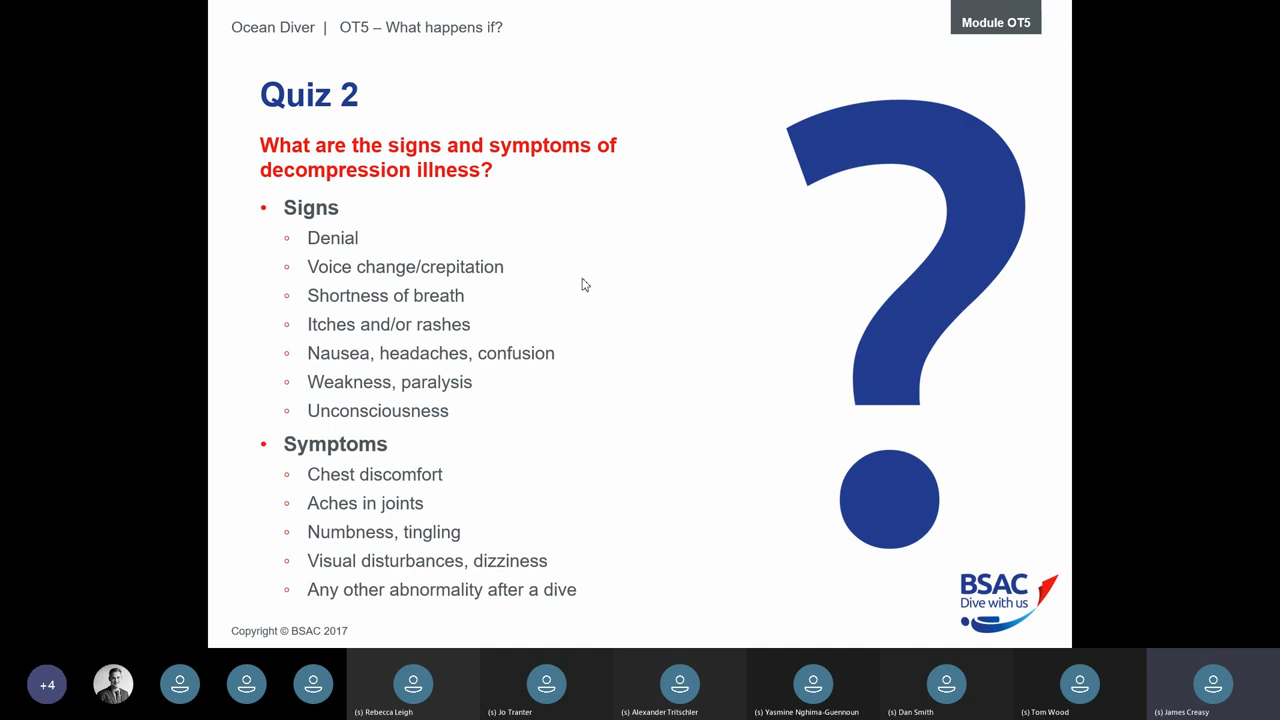 Ocean Diver | OT5 – What happens if?
Module OT5
Quiz 2
What are the signs and symptoms of
decompression illness?
• Signs
Denial
Voice change/crepitation
Shortness of breath
Itches and/or rashes
Nausea, headaches, confusion
Weakness, paralysis
Unconsciousness
• Symptoms
Chest discomfort
Aches in joints
Numbness, tingling
Visual disturbances, dizziness
Any other abnormality after a dive
?
BSAC
Dive with us
Copyright © BSAC 2017
+4
(s) Rebecca Leigh
(s) Jo Tranter
(s) Alexander Tritschler
(s) Yasmine Nghima-Guennoun
(s) Dan Smith
(s) Tom Wood
(s) James Creasy